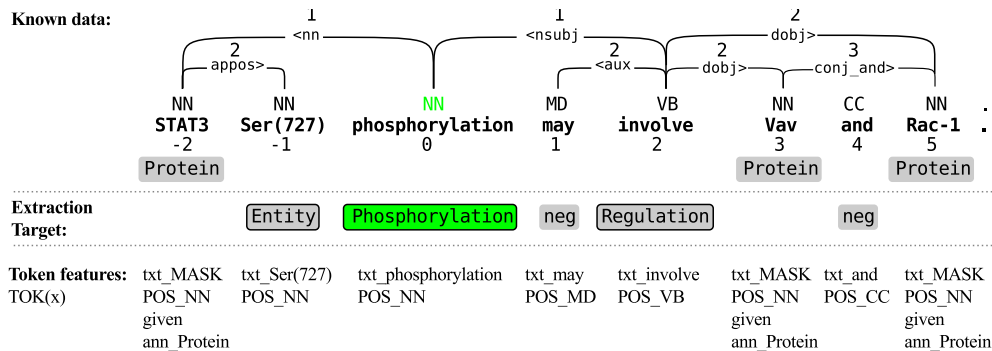 Known data: 1 1 2
<nn <nsubj dobj>
2 2 2 3
appos> <aux dobj> conj_and>
NN NN NN MD VB NN CC NN .
STAT3 Ser(727) phosphorylation may involve Vav and Rac-1 .
-2 -1 0 1 2 3 4 5
Protein Protein Protein
Extraction Target: Entity Phosphorylation neg Regulation neg
Token features: txt_MASK txt_Ser(727) txt_phosphorylation txt_may txt_involve txt_MASK txt_and txt_MASK
TOK(x) POS_NN POS_NN POS_NN POS_MD POS_VB POS_NN POS_CC POS_NN
given given given
ann_Protein ann_Protein ann_Protein